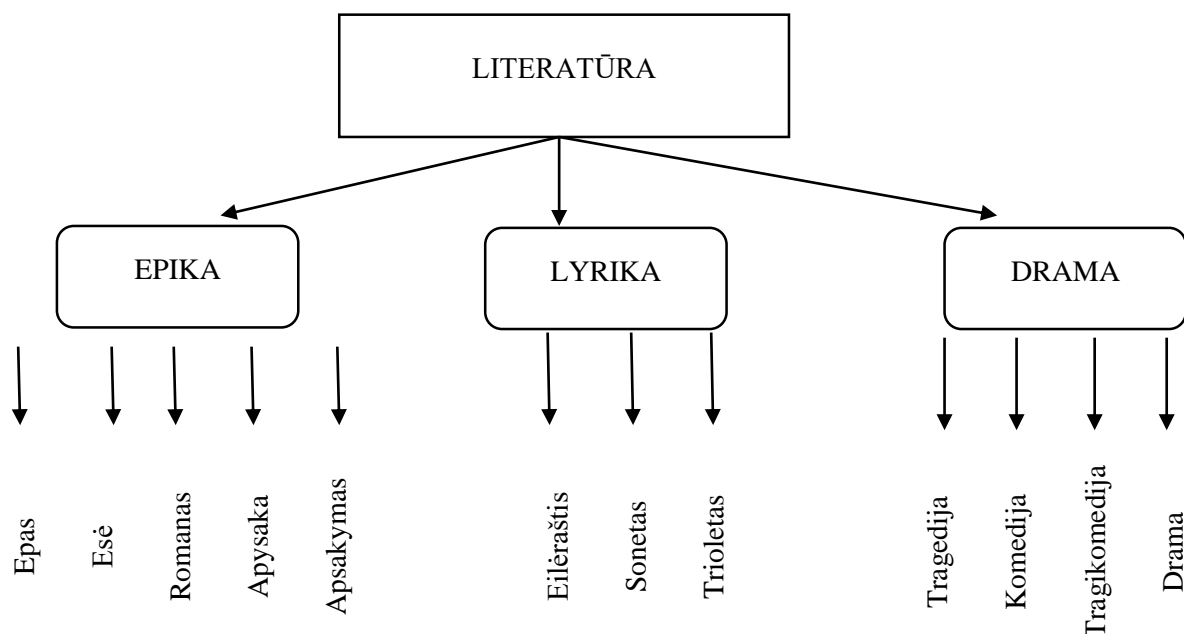 LITERATŪRA
EPIKA
LYRIKA
DRAMA
Epas
Esė
Romanas
Apysaka
Apsakymas
Eilėraštis
Sonetas
Trioletas
Tragedija
Komedija
Tragikomedija
Drama